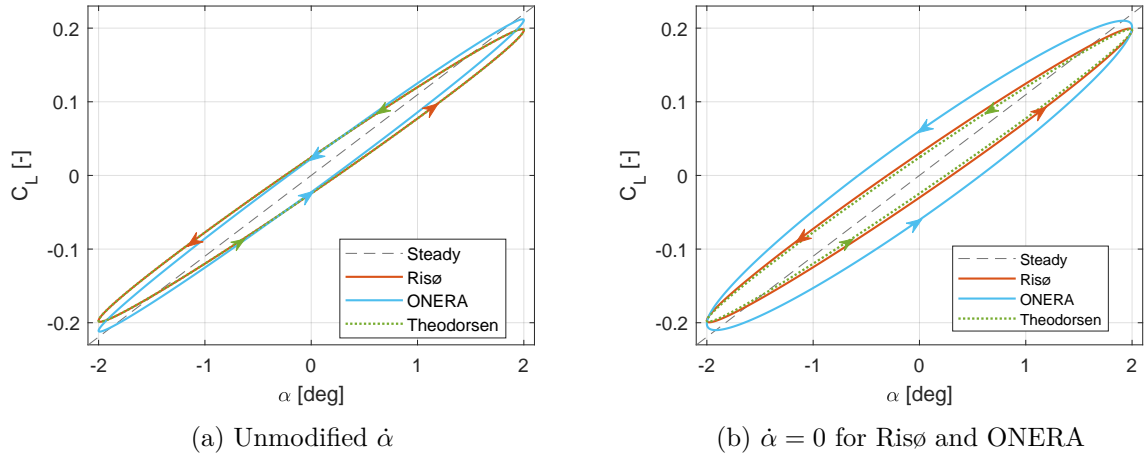 0.2
0.1
0
-0.1
-0.2
C_L [-]
-2
-1
0
1
2
α [deg]
Steady
Risø
ONERA
Theodorsen
(a) Unmodified α̇
0.2
0.1
0
-0.1
-0.2
C_L [-]
-2
-1
0
1
2
α [deg]
Steady
Risø
ONERA
Theodorsen
(b) α̇ = 0 for Risø and ONERA